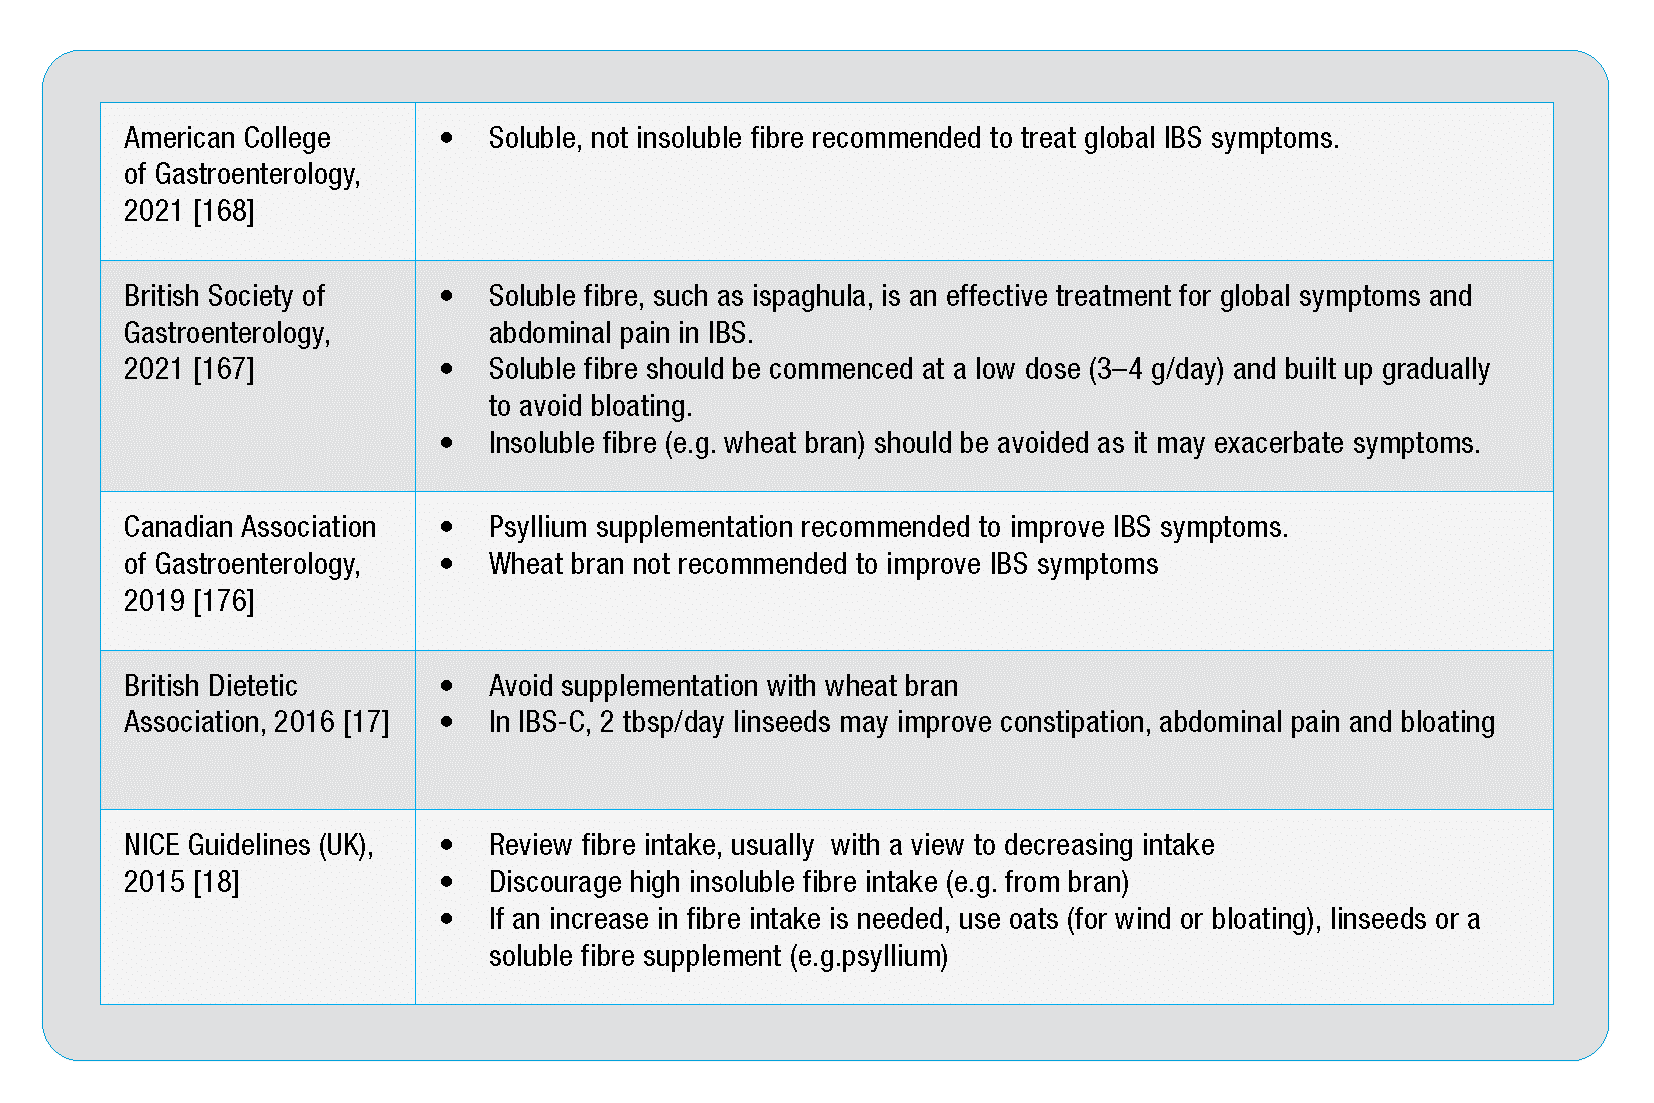 American College
of Gastroenterology,
2021 [168]
• Soluble, not insoluble fibre recommended to treat global IBS symptoms.
British Society of
Gastroenterology,
2021 [167]
• Soluble fibre, such as ispaghula, is an effective treatment for global symptoms and
abdominal pain in IBS.
• Soluble fibre should be commenced at a low dose (3–4 g/day) and built up gradually
to avoid bloating.
• Insoluble fibre (e.g. wheat bran) should be avoided as it may exacerbate symptoms.
Canadian Association
of Gastroenterology,
2019 [176]
• Psyllium supplementation recommended to improve IBS symptoms.
• Wheat bran not recommended to improve IBS symptoms
British Dietetic
Association, 2016 [17]
• Avoid supplementation with wheat bran
• In IBS-C, 2 tbsp/day linseeds may improve constipation, abdominal pain and bloating
NICE Guidelines (UK),
2015 [18]
• Review fibre intake, usually  with a view to decreasing intake
• Discourage high insoluble fibre intake (e.g. from bran)
• If an increase in fibre intake is needed, use oats (for wind or bloating), linseeds or a
soluble fibre supplement (e.g.psyllium)